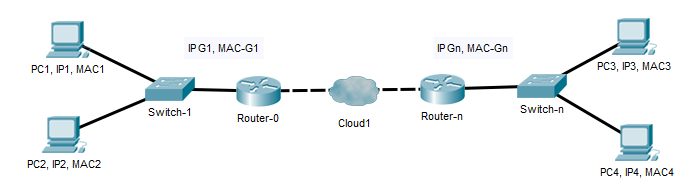 IPG1, MAC-G1
IPGn, MAC-Gn
PC1, IP1, MAC1
PC3, IP3, MAC3
Switch-1
Router-0
Cloud1
Router-n
Switch-n
PC2, IP2, MAC2
PC4, IP4, MAC4